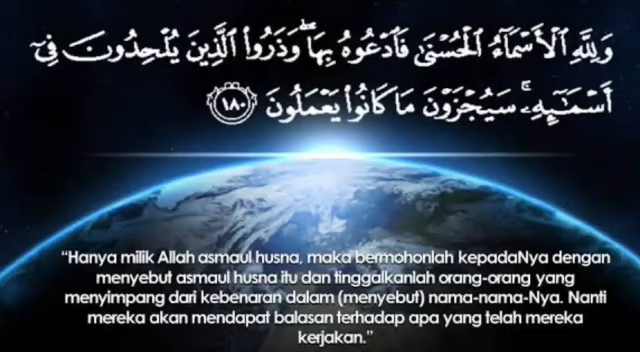 وَلِلَّهِ الْأَسْمَاءُ الْحُسْنَىٰ فَادْعُوهُ بِهَا ۖ وَذَرُوا الَّذِينَ يُلْحِدُونَ فِي
أَسْمَائِهِ ۚ سَيُجْزَوْنَ مَا كَانُوا يَعْمَلُونَ ١٨٠
“Hanya milik Allah asmaul husna, maka bermohonlah kepadaNya dengan
menyebut asmaul husna itu dan tinggalkanlah orang-orang yang
menyimpang dari kebenaran dalam (menyebut) nama-nama-Nya. Nanti
mereka akan mendapat balasan terhadap apa yang telah mereka
kerjakan.”